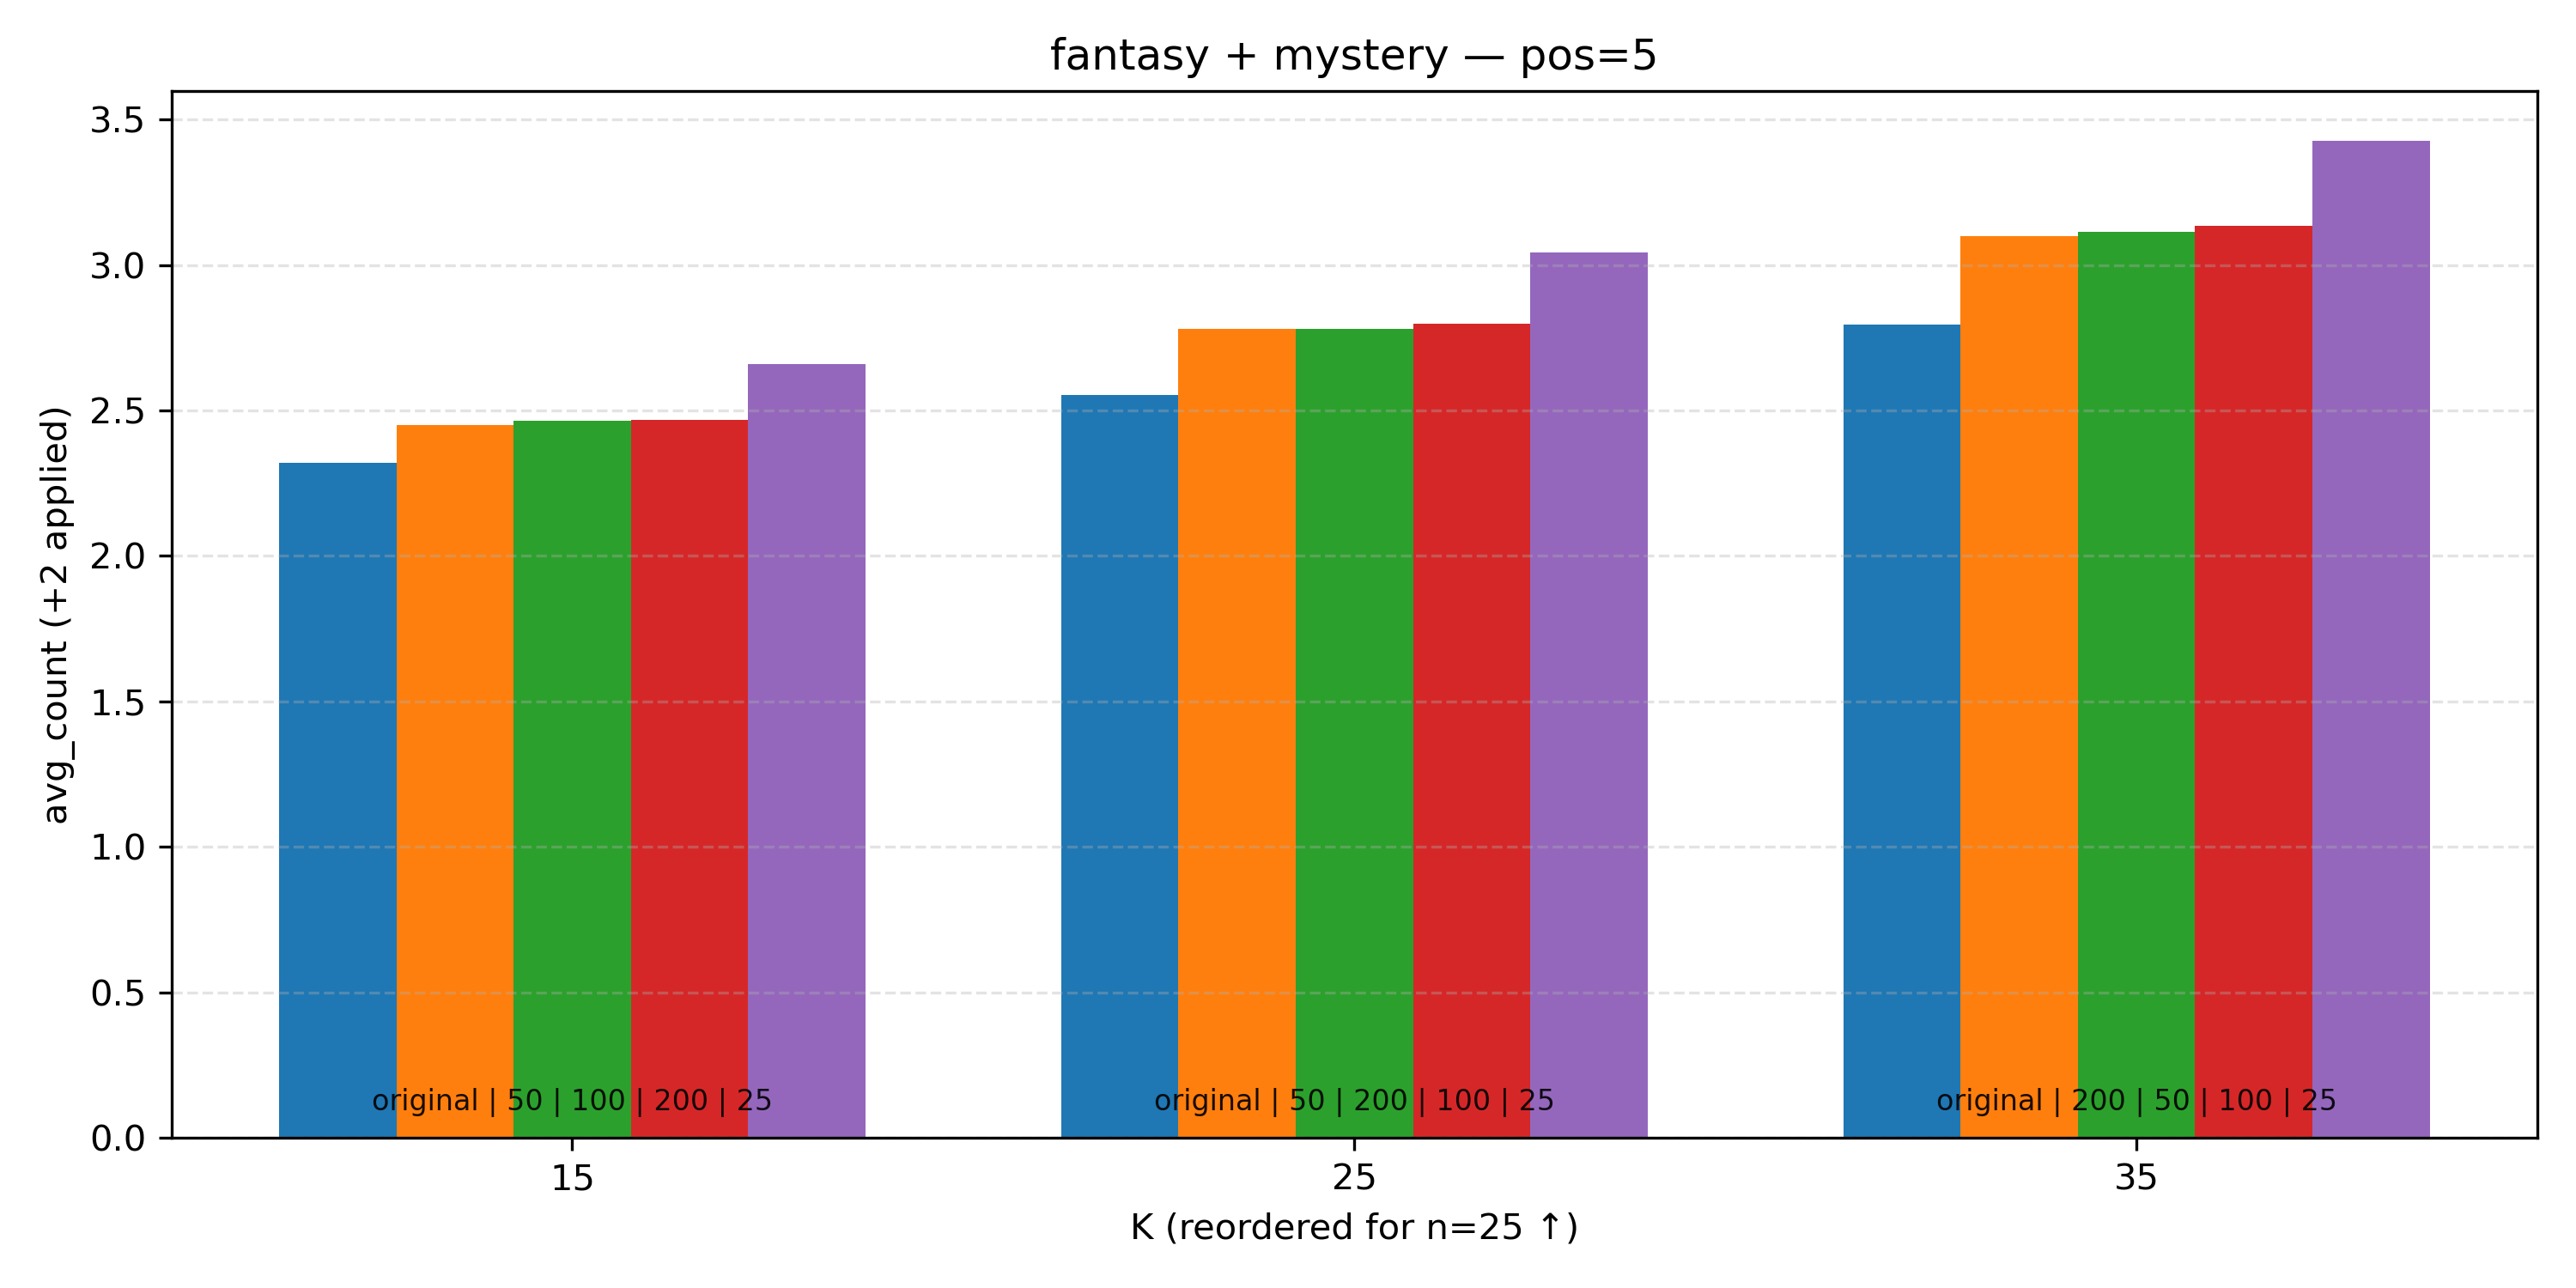 fantasy + mystery — pos=5
avg_count (+2 applied)
3.5
3.0
2.5
2.0
1.5
1.0
0.5
0.0
original | 50 | 100 | 200 | 25
original | 50 | 200 | 100 | 25
original | 200 | 50 | 100 | 25
15 25 35
K (reordered for n=25 ↑)